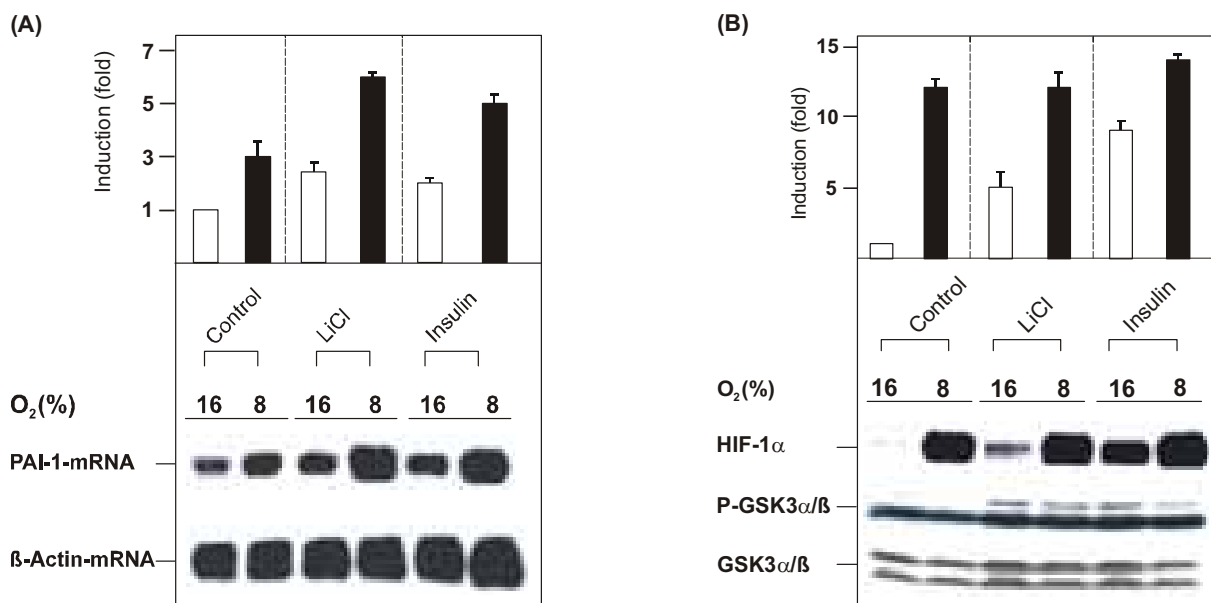 (A)
Induction (fold)
7
5
3
1
Control
LiCl
Insulin
O2(%)
16 8 16 8 16 8
PAI-1-mRNA
ß-Actin-mRNA
(B)
Induction (fold)
15
10
5
Control
LiCl
Insulin
O2(%)
16 8 16 8 16 8
HIF-1α
P-GSK3α/ß
GSK3α/ß